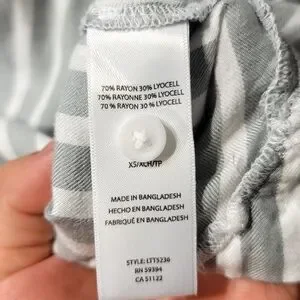 70% RAYON 30% LYOCELL
70% RAYONNE 30% LYOCELL
70 % RAYON 30% LYOCELL
XS/XCH/TP
MADE IN BANGLADESH
HECHO EN BANGLADESH
FABRIQUÉ EN BANGLADESH
STYLE: LTT5230
RN 59394
CA 51122